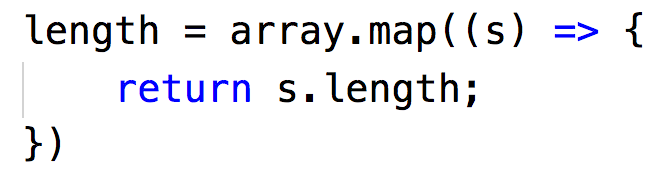 length = array.map((s) => {
    return s.length;
})